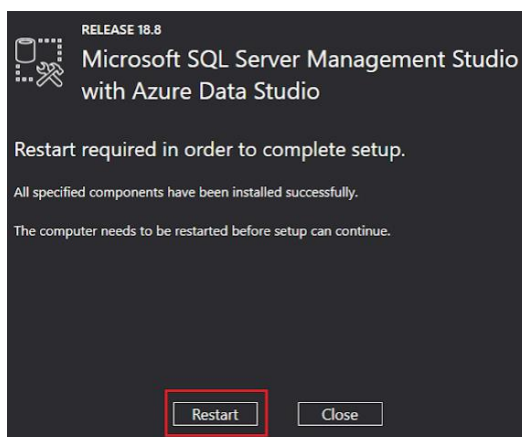 RELEASE 18.8
Microsoft SQL Server Management Studio
with Azure Data Studio
Restart required in order to complete setup.
All specified components have been installed successfully.
The computer needs to be restarted before setup can continue.
Restart
Close